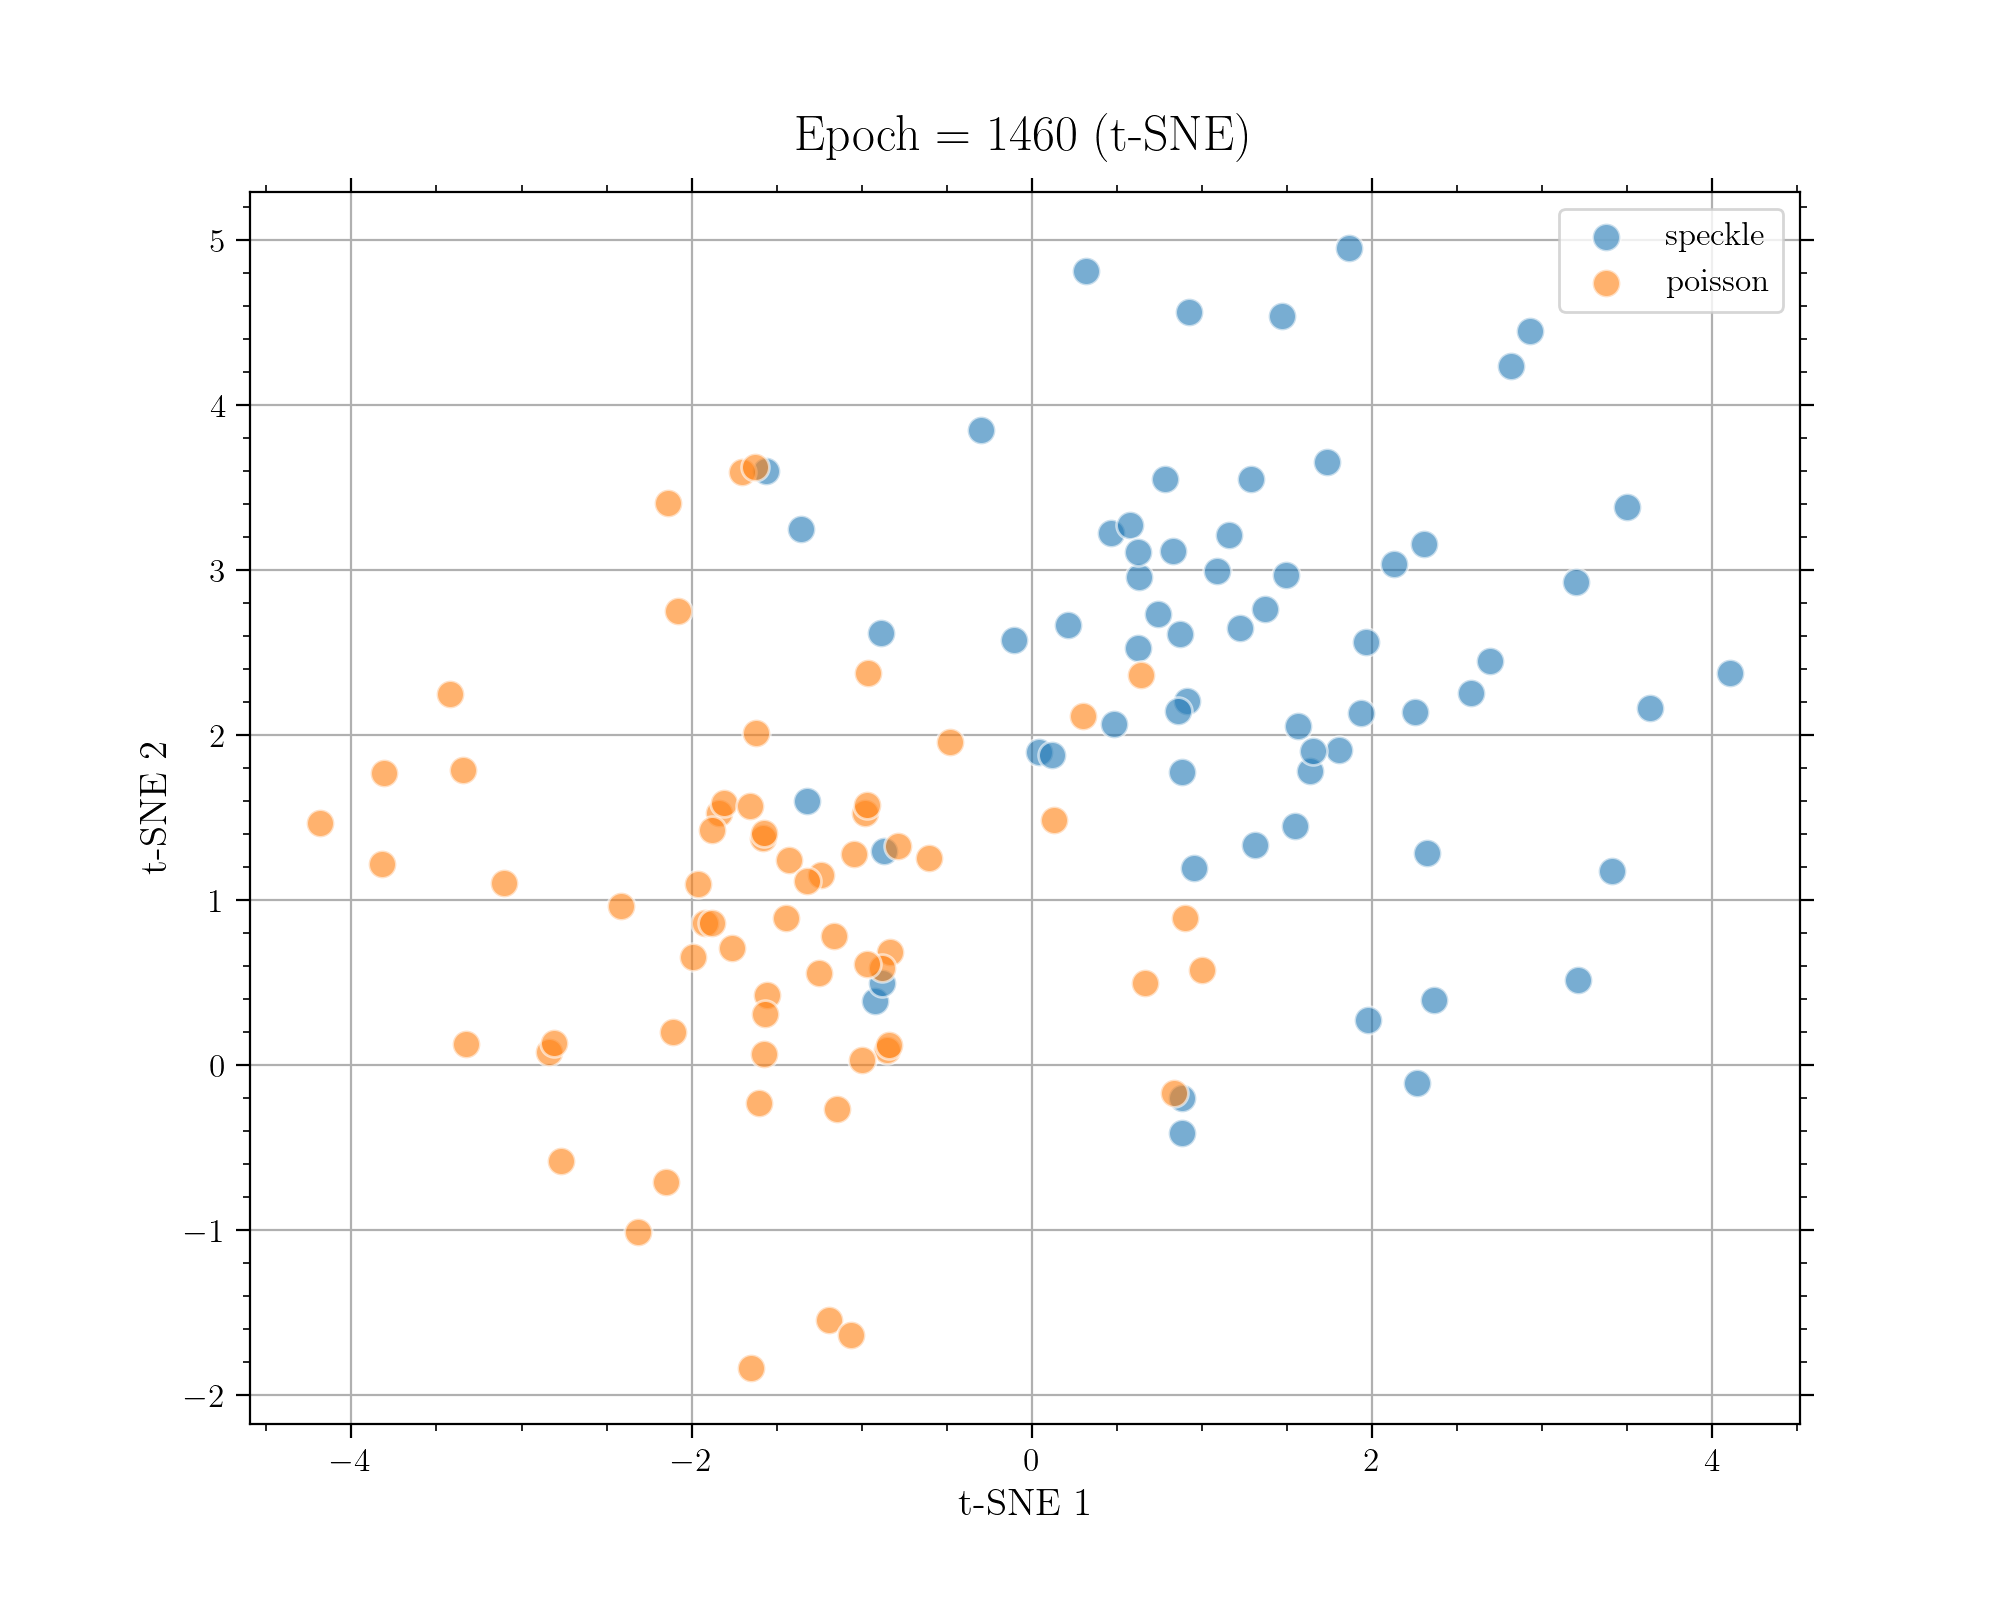 Epoch = 1460 (t-SNE)
speckle
poisson
5
4
3
2
1
0
−1
−2
t-SNE 2
−4 −2 0 2 4
t-SNE 1